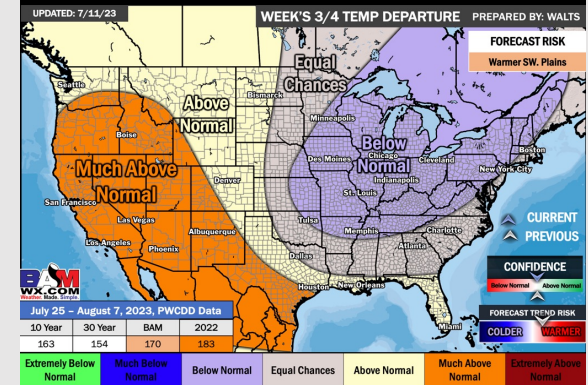 UPDATED: 7/11/23
WEEK'S 3/4 TEMP DEPARTURE
PREPARED BY: WALTS
FORECAST RISK
Warmer SW. Plains
Equal
Chances
Seattle
Bismarck
Above
Normal
Minneapolis
Boise
Below
Normal
Boston
Des Moines
Chicago
Cleveland
New York City
Much Above
Normal
Denver
Indianapolis
St. Louis
San Francisco
Las Vegas
Tulsa
Memphis
Charlotte
CURRENT
PREVIOUS
Los Angeles
Phoenix
Albuquerque
Atlanta
Dallas
CONFIDENCE
Below Normal
Above Normal
Houston
New Orleans
BAM
WX.COM
Weather. Made. Simple.
July 25 – August 7, 2023, PWCDD Data
10 Year
30 Year
BAM
2022
163
154
170
183
Miami
FORECAST TREND RISK
COLDER
WARMER
Extremely Below
Normal
Much Below
Normal
Below Normal
Equal Chances
Above Normal
Much Above
Normal
Extremely Above
Normal